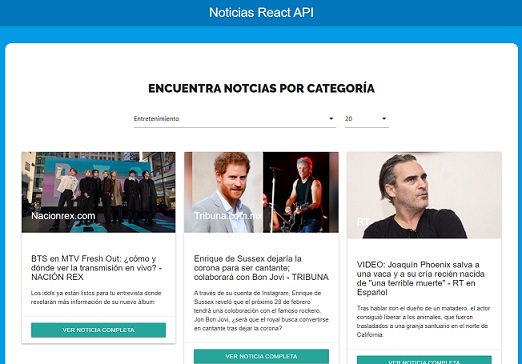 Noticias React API
ENCUENTRA NOTCIAS POR CATEGORÍA
Entretenimiento
20
Nacionrex.com
BTS en MTV Fresh Out: ¿cómo y
dónde ver la transmisión en vivo? -
NACIÓN REX
Los idols ya están listos para tu entrevista donde
revelarán más información de su nuevo álbum
VER NOTICIA COMPLETA
Tribuna.com.mx
Enrique de Sussex dejaría la
corona para ser cantante;
colaborará con Bon Jovi - TRIBUNA
A través de su cuenta de Instagram, Enrique de
Sussex reveló que el próximo 28 de febrero
tendrá una colaboración con el famoso rockero,
Jon Bon Jovi, ¿será que el royal busca convertirse
en cantante tras dejar la corona?
VER NOTICIA COMPLETA
RT
VIDEO: Joaquín Phoenix salva a
una vaca y a su cría recién nacida
de "una terrible muerte" - RT en
Español
Tras hablar con el dueño de un matadero, el actor
consiguió liberar a los animales, que fueron
trasladados a una granja santuario en el norte de
California.
VER NOTICIA COMPLETA